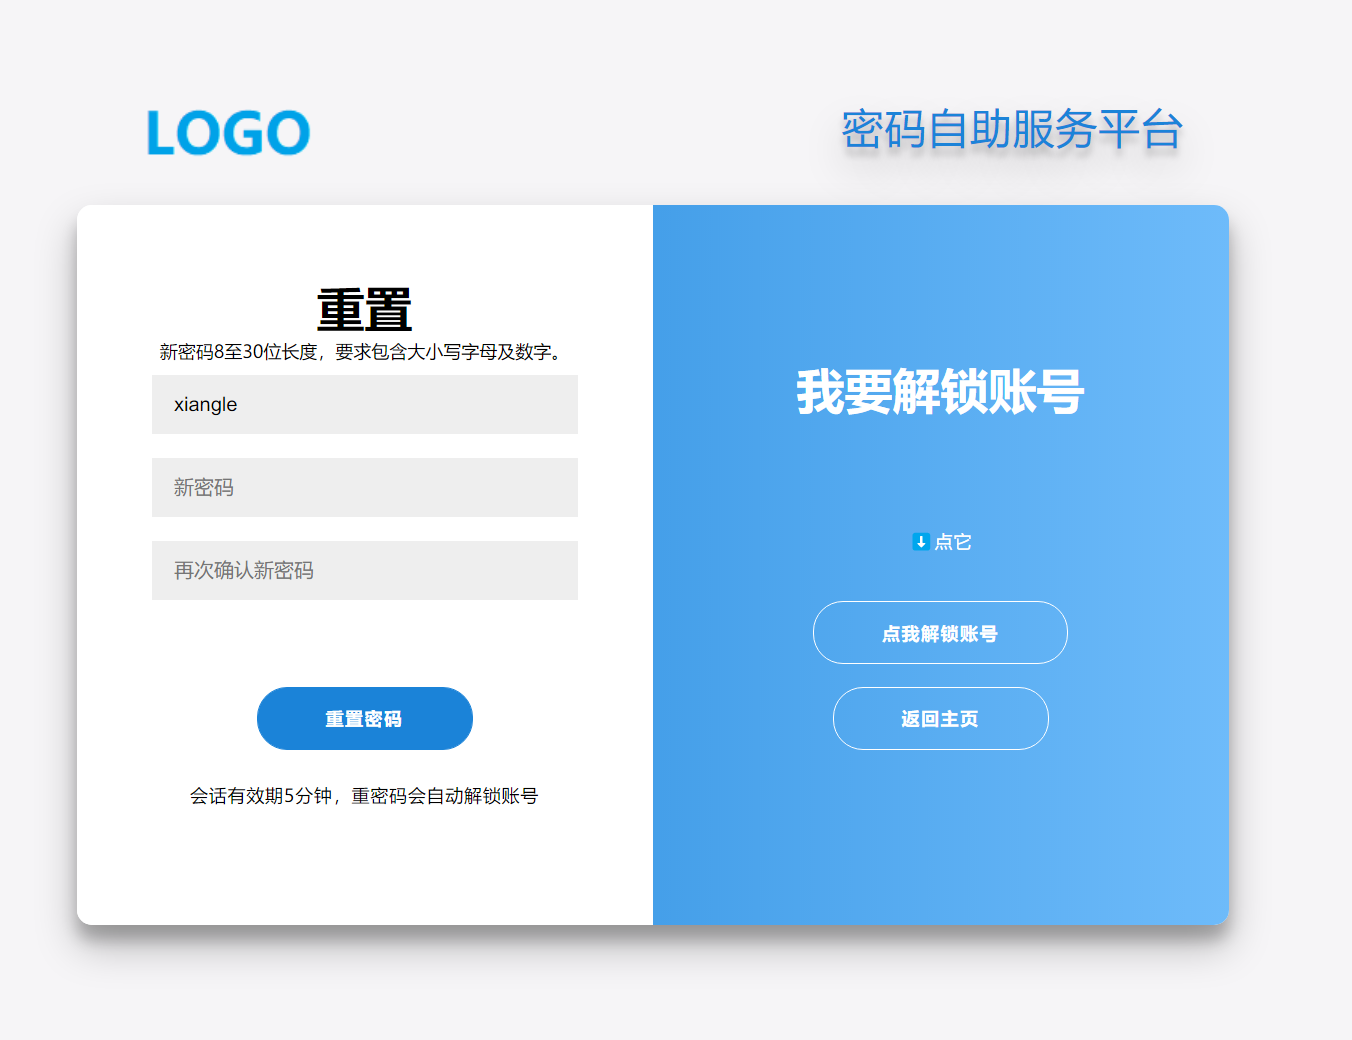 LOGO
密码自助服务平台
重置
新密码8至30位长度，要求包含大小写字母及数字。
xiangle
新密码
再次确认新密码
重置密码
会话有效期5分钟，重密码会自动解锁账号
我要解锁账号
⬇ 点它
点我解锁账号
返回主页